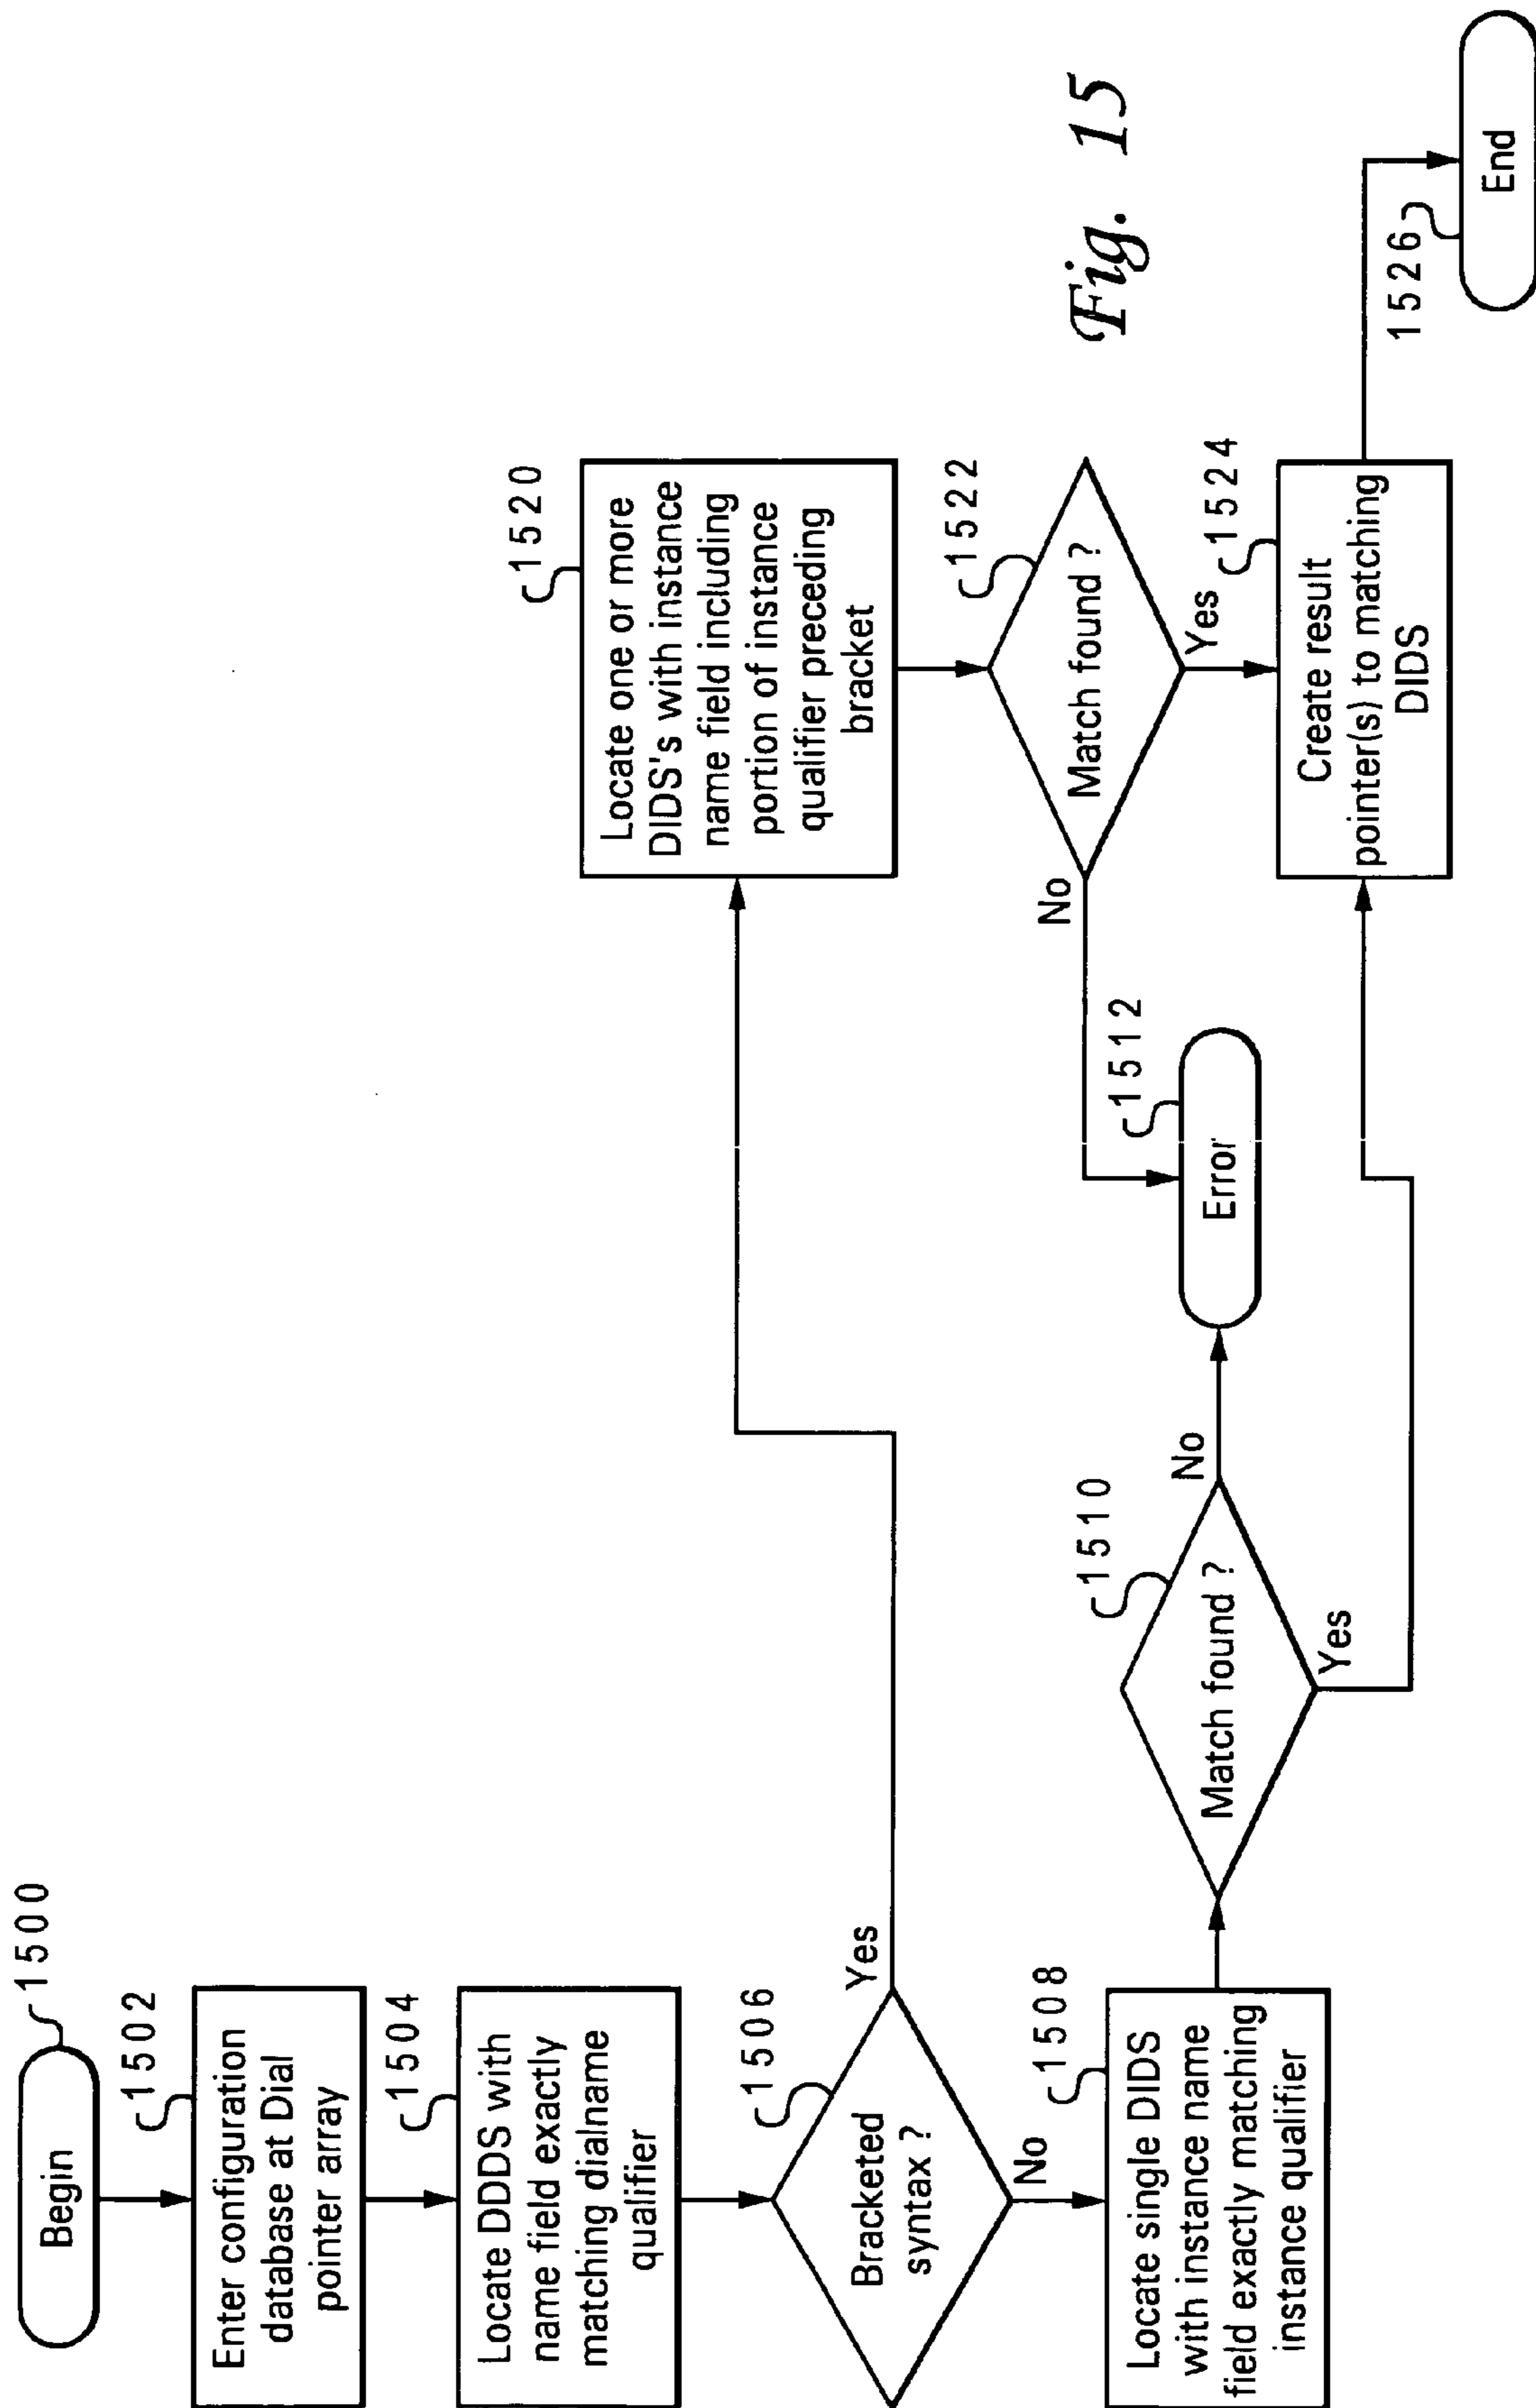 Begin
1500
1502
Enter configuration
database at Dial
pointer array
1504
Locate DDDS with
name field exactly
matching dialname
qualifier
1506
Bracketed
syntax ?
Yes
No
1508
Locate single DIDS
with instance name
field exactly matching
instance qualifier
1510
Match found ?
No
Yes
1512
Error
1520
Locate one or more
DIDS's with instance
name field including
portion of instance
qualifier preceding
bracket
1522
Match found ?
No
Yes
1524
Create result
pointer(s) to matching
DIDS
1526
End
Fig. 15